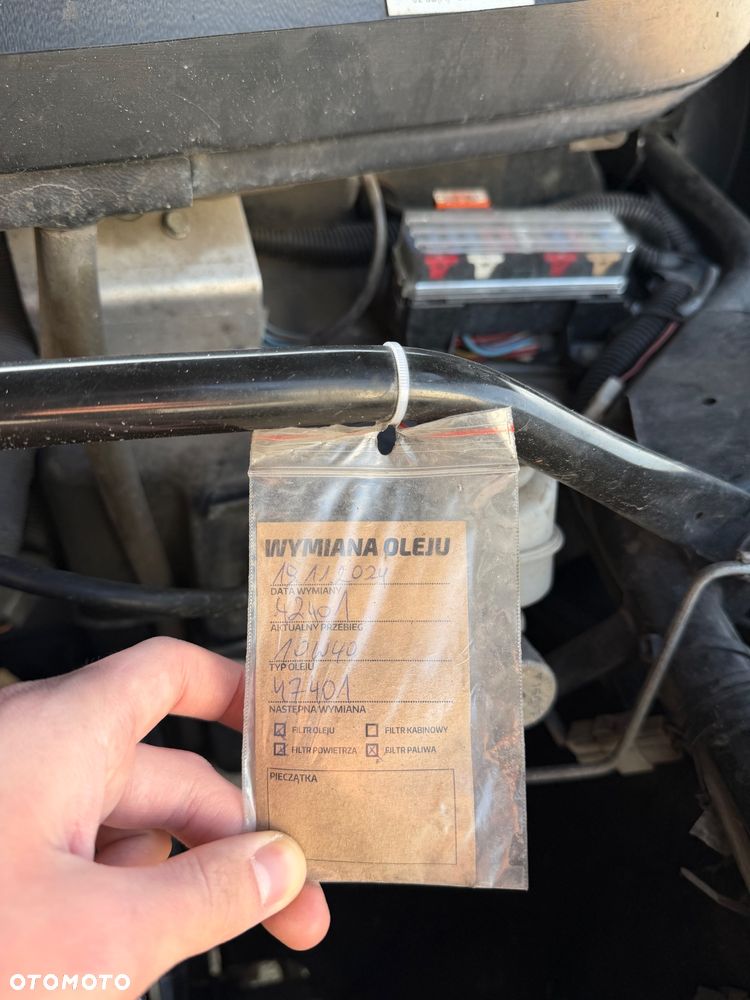 WYMIANA OLEJU
19.11.2024
DATA WYMIANY
42401
AKTUALNY PRZEBIEG
15W40
TYP OLEJU
47401
NASTĘPNA WYMIANA
FILTR OLEJU FILTR KABINOWY
FILTR POWIETRZA FILTR PALIWA
PIECZĄTKA
OTOMOTO